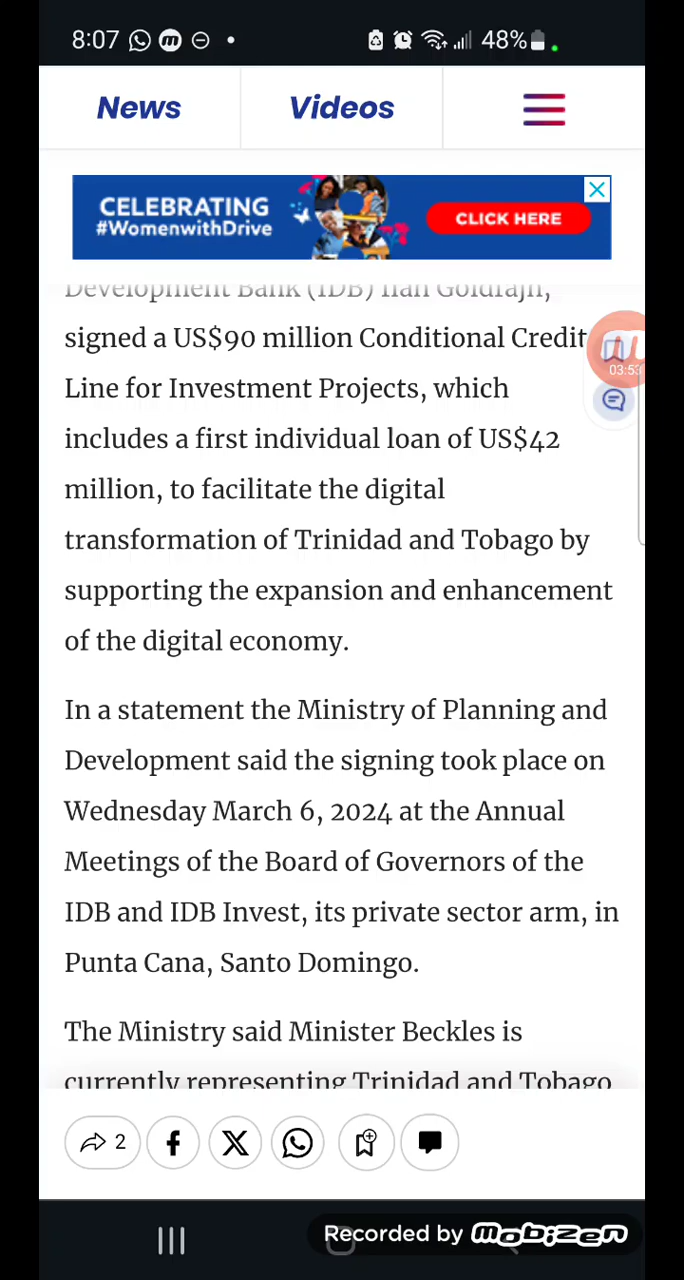 8:07
48%
News
Videos
CELEBRATING
#WomenwithDrive
CLICK HERE
Development Bank (IDB) Ilan Goldfajn,
signed a US$90 million Conditional Credit
Line for Investment Projects, which
includes a first individual loan of US$42
million, to facilitate the digital
transformation of Trinidad and Tobago by
supporting the expansion and enhancement
of the digital economy.
In a statement the Ministry of Planning and
Development said the signing took place on
Wednesday March 6, 2024 at the Annual
Meetings of the Board of Governors of the
IDB and IDB Invest, its private sector arm, in
Punta Cana, Santo Domingo.
The Ministry said Minister Beckles is
currently representing Trinidad and Tobago
2
Recorded by mobizen